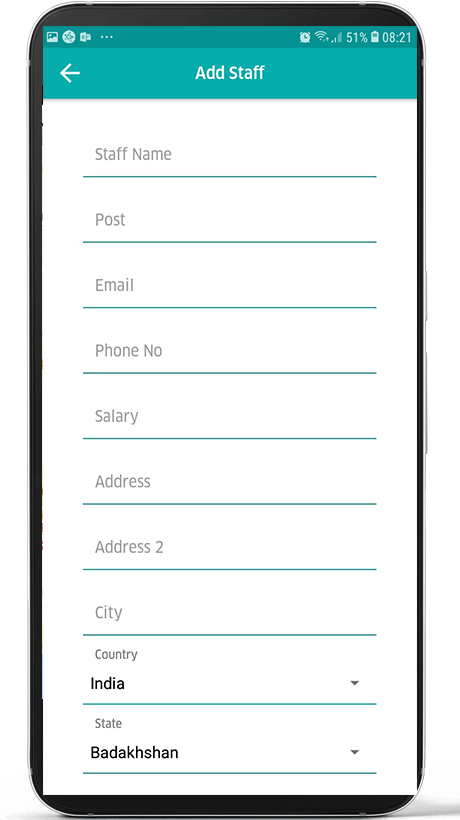 51% 08:21
Add Staff
Staff Name
Post
Email
Phone No
Salary
Address
Address 2
City
Country
India
State
Badakhshan